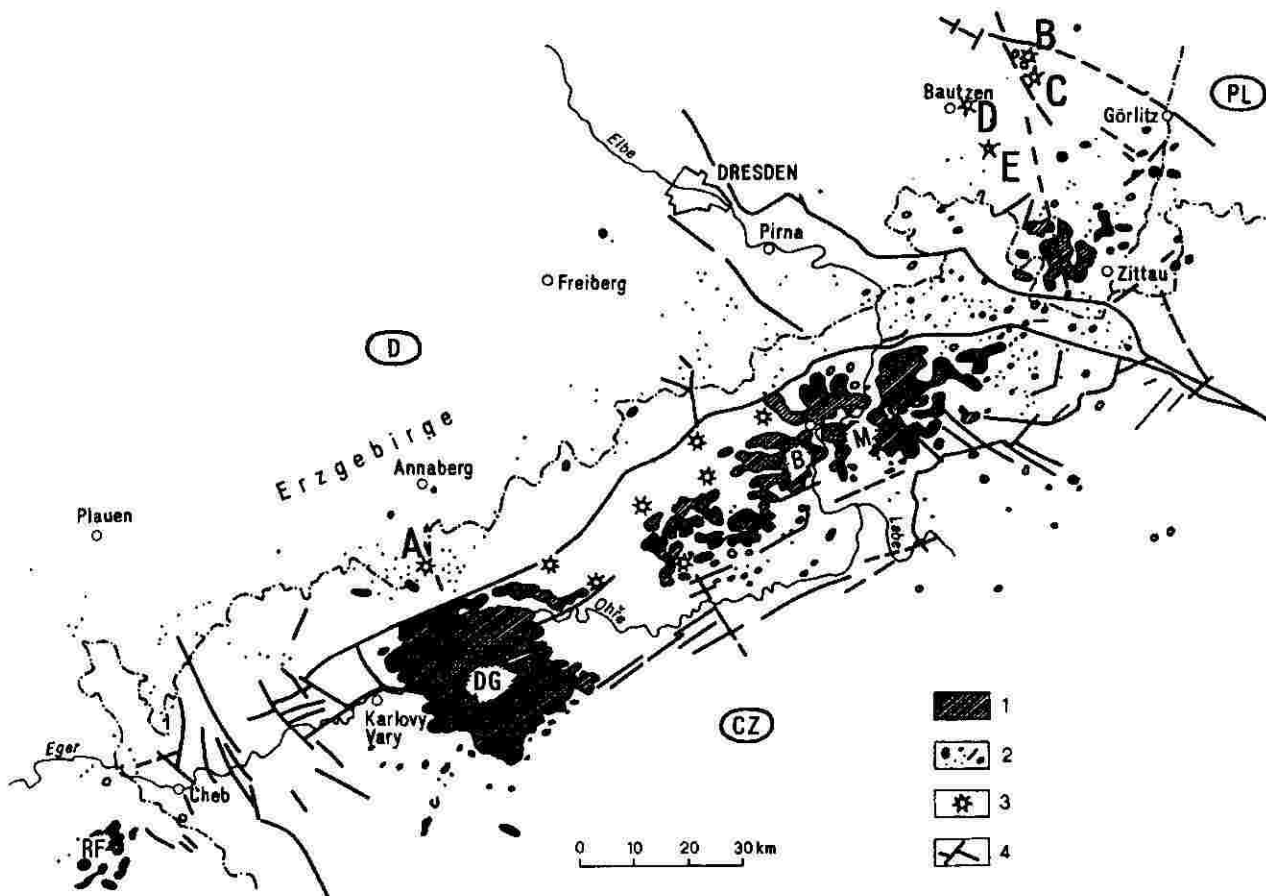 B
C
PL
Bautzen
Görlitz
D
E
Elbe
DRESDEN
Pirna
Zittau
Freiberg
D
Erzgebirge
Annaberg
M
B
Plauen
A
Labe
Ohře
DG
Karlovy
Vary
CZ
1
2
3
4
Eger
Cheb
RF
0 10 20 30 km